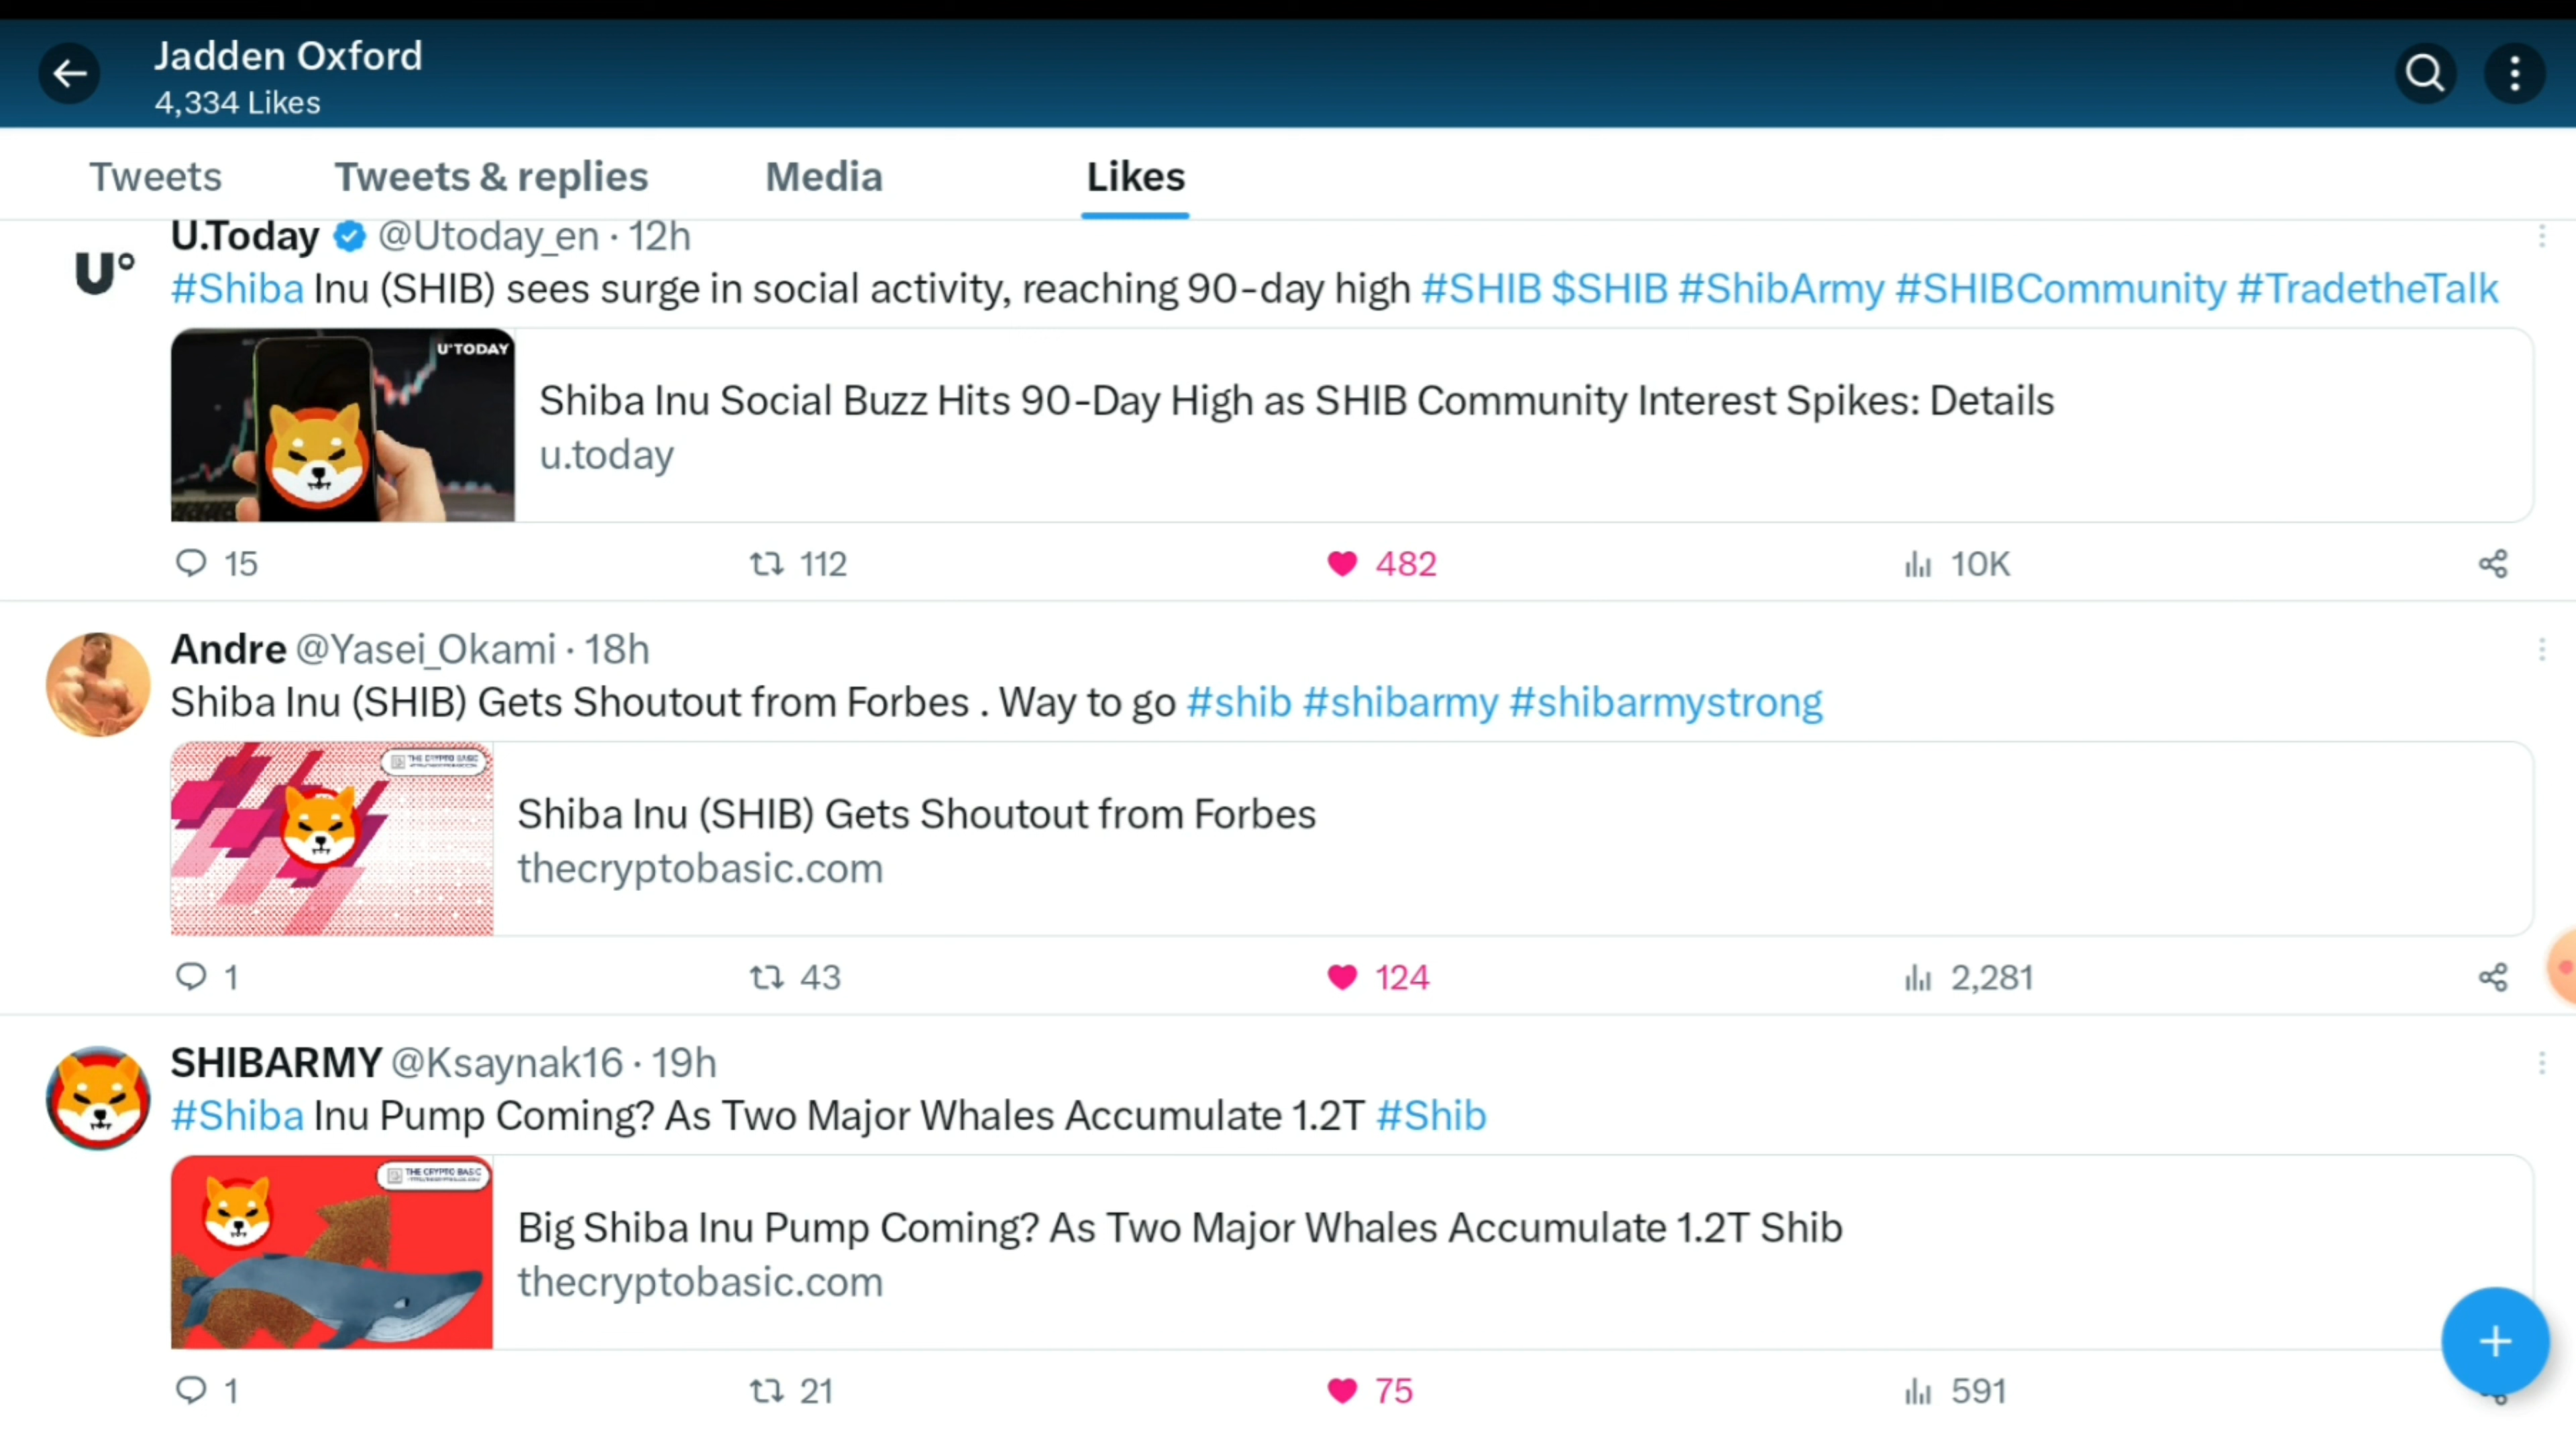 Jadden Oxford
4,334 Likes
Tweets
Tweets & replies
Media
Likes
U.Today @Utoday_en · 12h
U°
#Shiba Inu (SHIB) sees surge in social activity, reaching 90-day high #SHIB $SHIB #ShibArmy #SHIBCommunity #TradetheTalk
U°TODAY
Shiba Inu Social Buzz Hits 90-Day High as SHIB Community Interest Spikes: Details
u.today
15 112 482 10K
Andre @Yasei_Okami · 18h
Shiba Inu (SHIB) Gets Shoutout from Forbes . Way to go #shib #shibarmy #shibarmystrong
THE CRYPTO BASIC
Shiba Inu (SHIB) Gets Shoutout from Forbes
thecryptobasic.com
1 43 124 2,281
SHIBARMY @Ksaynak16 · 19h
#Shiba Inu Pump Coming? As Two Major Whales Accumulate 1.2T #Shib
THE CRYPTO BASIC
Big Shiba Inu Pump Coming? As Two Major Whales Accumulate 1.2T Shib
thecryptobasic.com
1 21 75 591